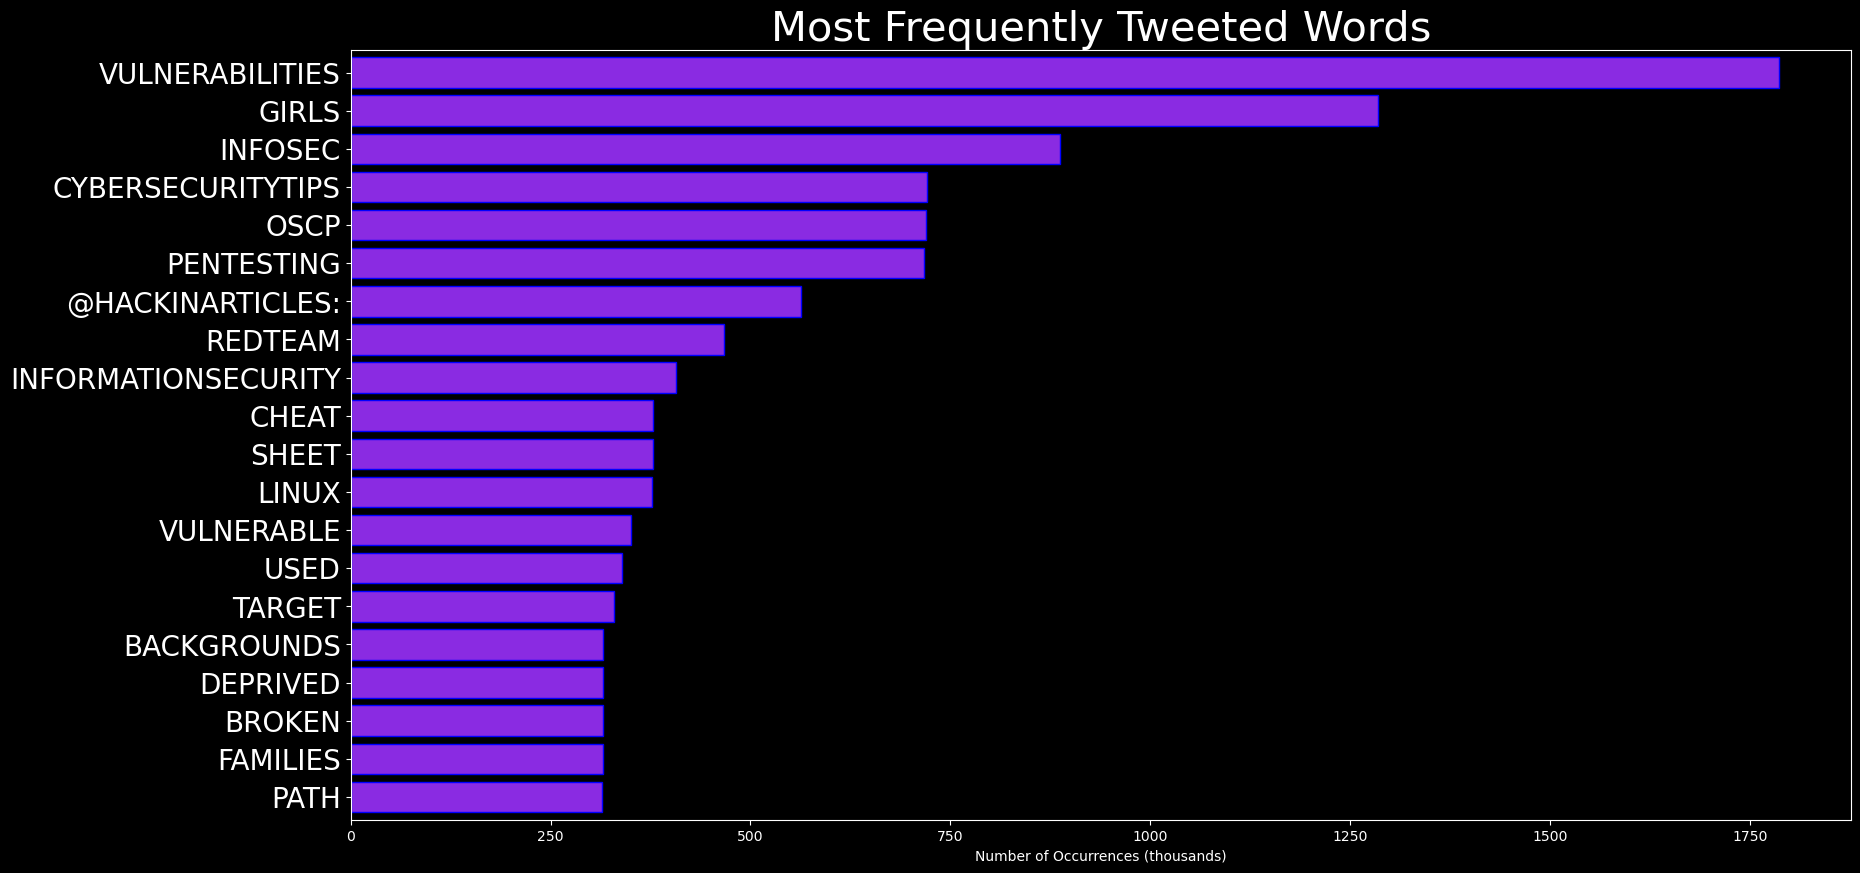 Most Frequently Tweeted Words
VULNERABILITIES
GIRLS
INFOSEC
CYBERSECURITYTIPS
OSCP
PENTESTING
@HACKINARTICLES:
REDTEAM
INFORMATIONSECURITY
CHEAT
SHEET
LINUX
VULNERABLE
USED
TARGET
BACKGROUNDS
DEPRIVED
BROKEN
FAMILIES
PATH
0 250 500 750 1000 1250 1500 1750
Number of Occurrences (thousands)